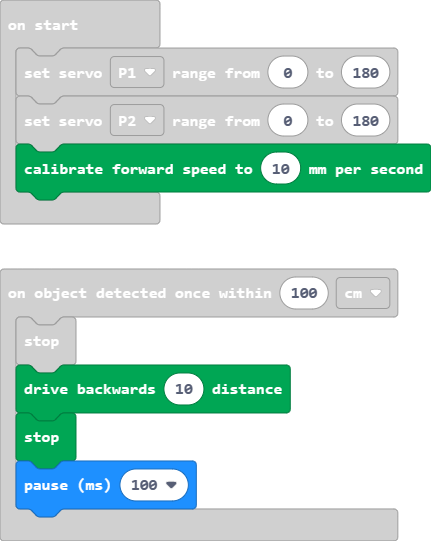 on start
set servo P1 range from 0 to 180
set servo P2 range from 0 to 180
calibrate forward speed to 10 mm per second
on object detected once within 100 cm
stop
drive backwards 10 distance
stop
pause (ms) 100